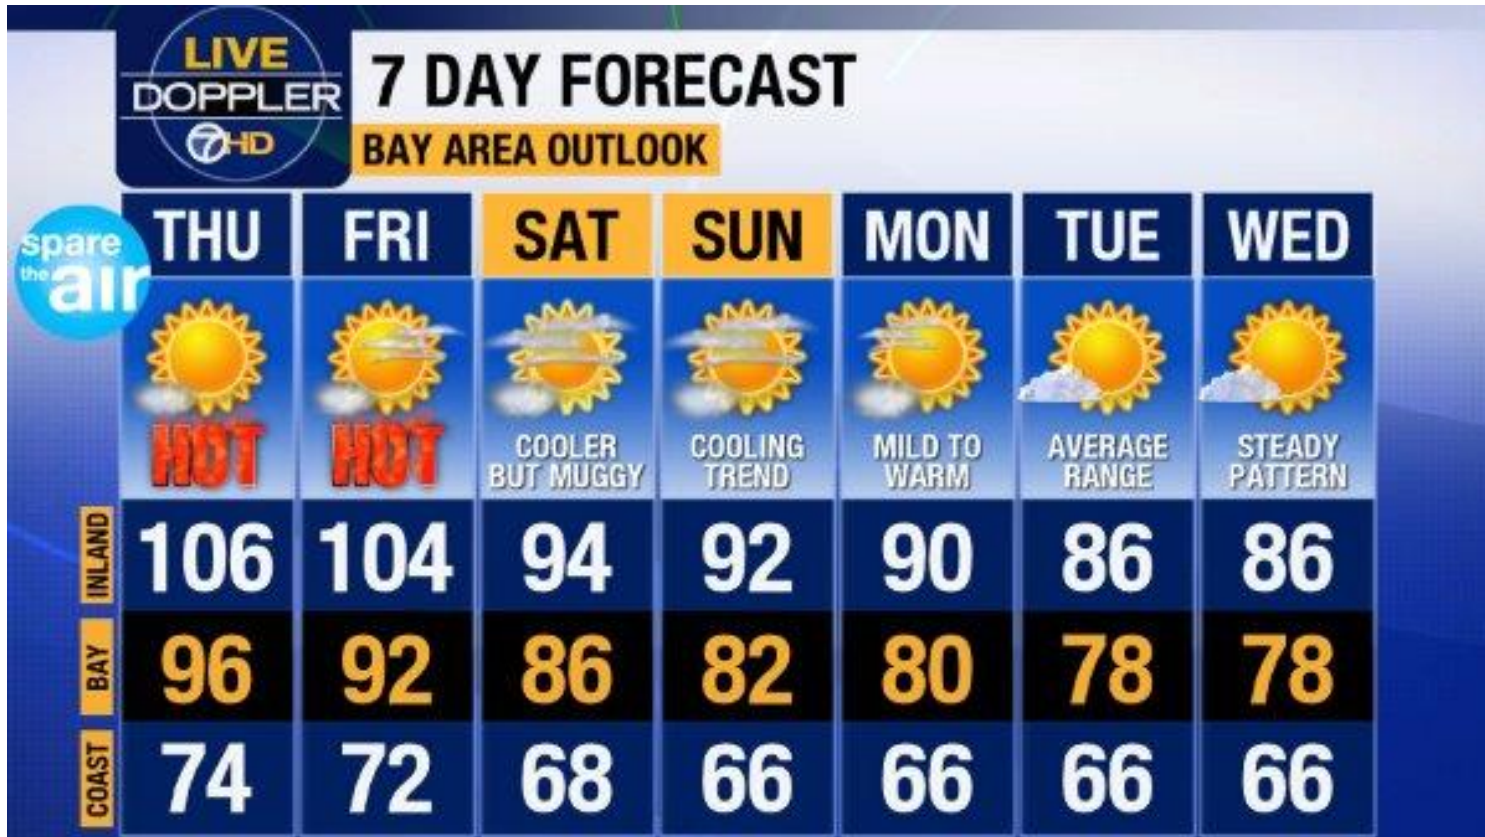 LIVE
DOPPLER
7HD
7 DAY FORECAST
BAY AREA OUTLOOK
spare
the air
THU FRI SAT SUN MON TUE WED
HOT HOT COOLER BUT MUGGY COOLING TREND MILD TO WARM AVERAGE RANGE STEADY PATTERN
INLAND 106 104 94 92 90 86 86
BAY 96 92 86 82 80 78 78
COAST 74 72 68 66 66 66 66